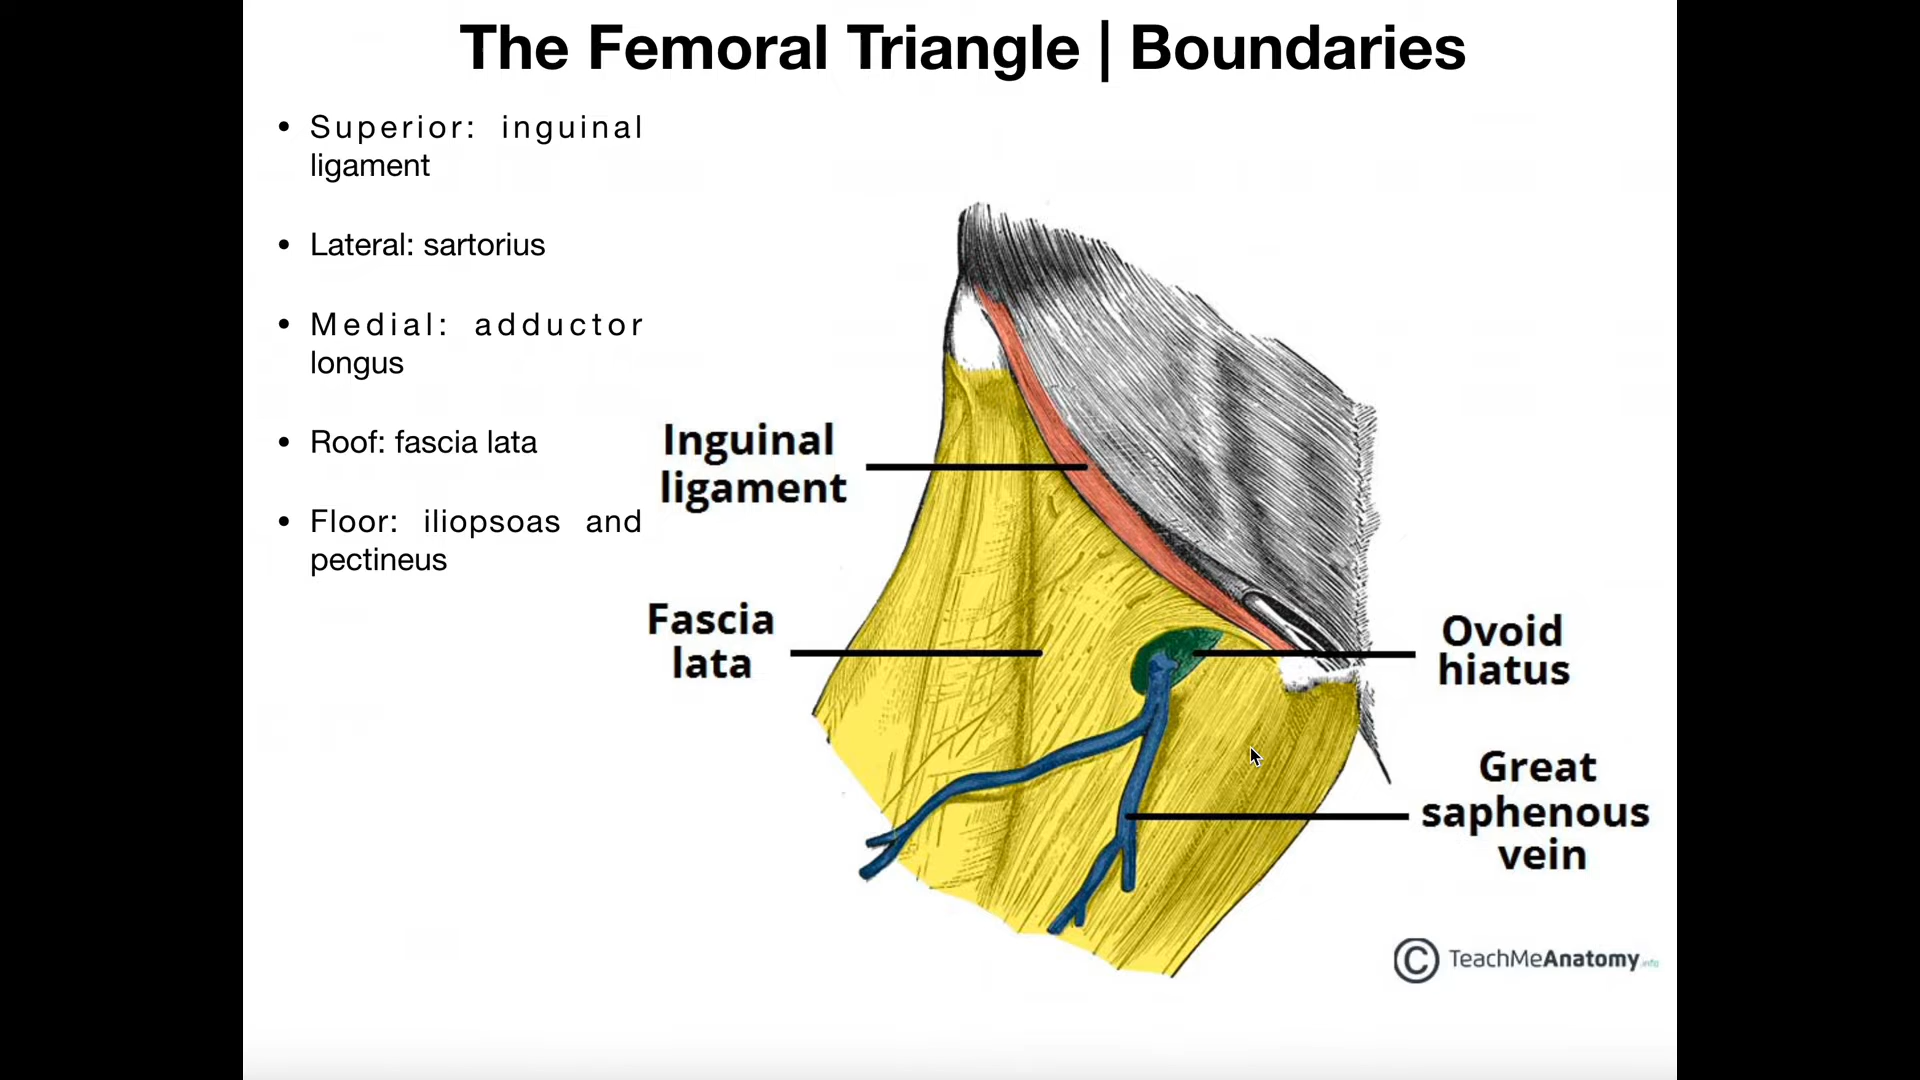 The Femoral Triangle | Boundaries
• Superior: inguinal
ligament
• Lateral: sartorius
• Medial: adductor
longus
• Roof: fascia lata
• Floor: iliopsoas and
pectineus
Inguinal
ligament
Fascia
lata
Ovoid
hiatus
Great
saphenous
vein
© TeachMeAnatomy.info